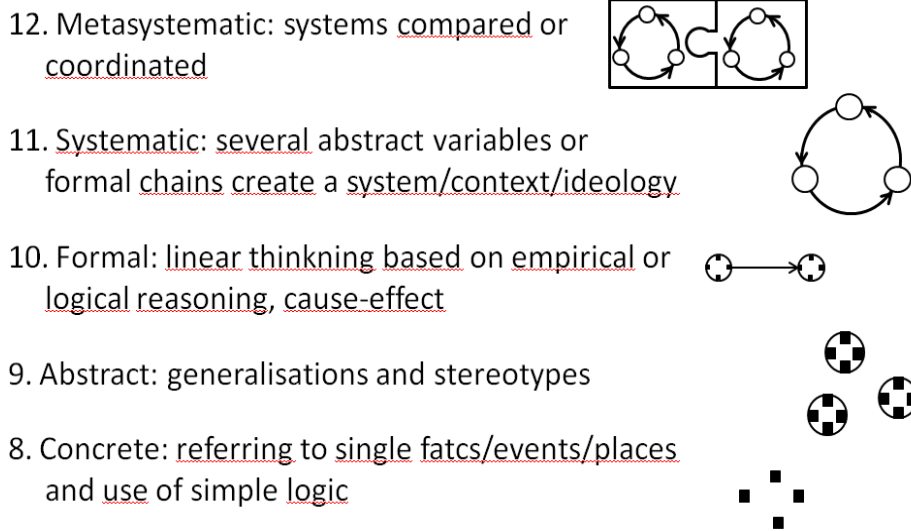 12. Metasystematic: systems compared or
coordinated
11. Systematic: several abstract variables or
formal chains create a system/context/ideology
10. Formal: linear thinkning based on empirical or
logical reasoning, cause-effect
9. Abstract: generalisations and stereotypes
8. Concrete: referring to single fatcs/events/places
and use of simple logic